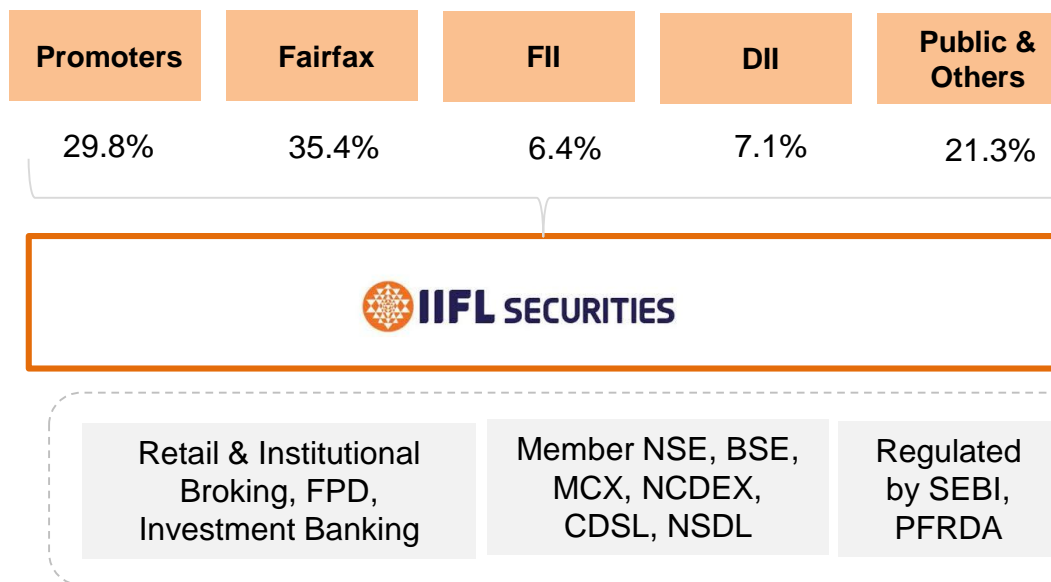 Promoters
Fairfax
FII
DII
Public &
Others
29.8%
35.4%
6.4%
7.1%
21.3%
IIFL SECURITIES
Retail & Institutional
Broking, FPD,
Investment Banking
Member NSE, BSE,
MCX, NCDEX,
CDSL, NSDL
Regulated
by SEBI,
PFRDA